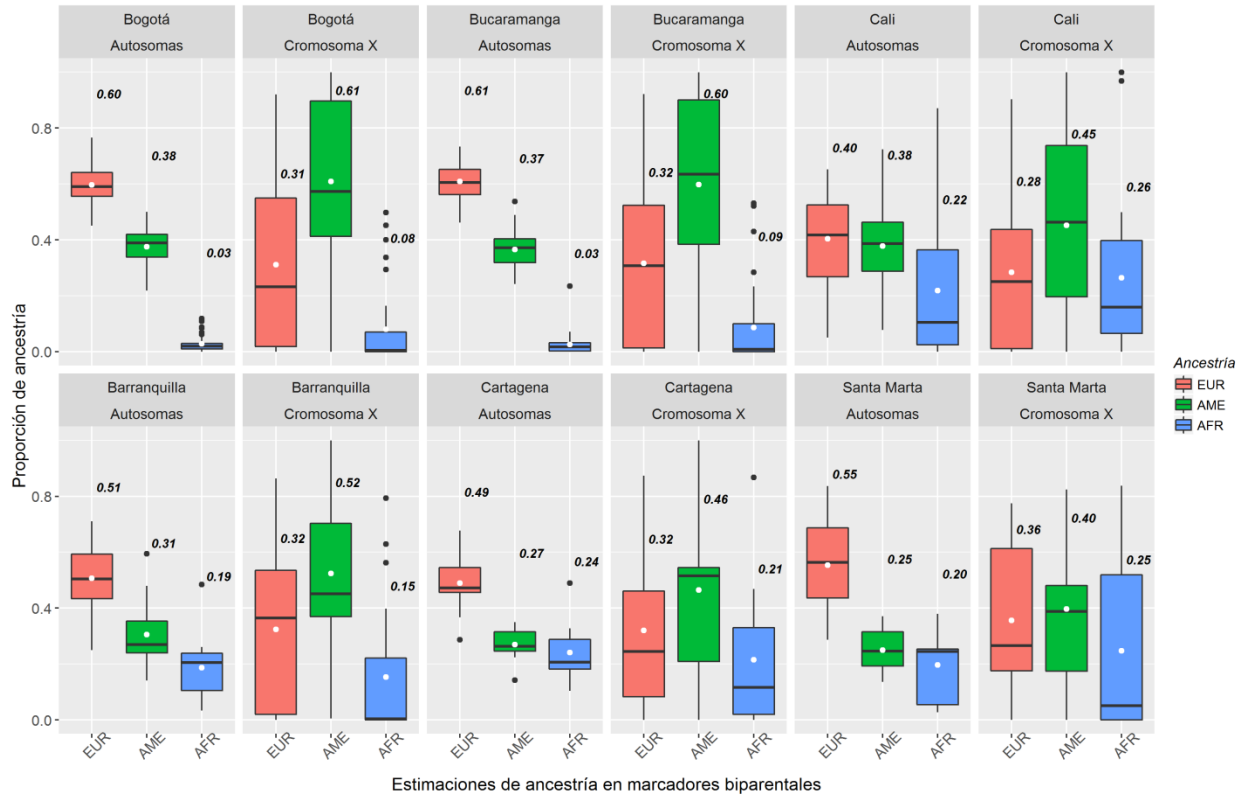 Bogotá
Autosomas
Bogotá
Cromosoma X
Bucaramanga
Autosomas
Bucaramanga
Cromosoma X
Cali
Autosomas
Cali
Cromosoma X
0.60
0.38
0.03
0.31
0.61
0.08
0.61
0.37
0.03
0.32
0.60
0.09
0.40
0.38
0.22
0.28
0.45
0.26
0.8
0.4
0.0
Proporción de ancestría
Barranquilla
Autosomas
Barranquilla
Cromosoma X
Cartagena
Autosomas
Cartagena
Cromosoma X
Santa Marta
Autosomas
Santa Marta
Cromosoma X
0.51
0.31
0.19
0.32
0.52
0.15
0.49
0.27
0.24
0.32
0.46
0.21
0.55
0.25
0.20
0.36
0.40
0.25
0.8
0.4
0.0
EUR AME AFR EUR AME AFR EUR AME AFR EUR AME AFR EUR AME AFR EUR AME AFR
Estimaciones de ancestría en marcadores biparentales
Ancestría
EUR
AME
AFR